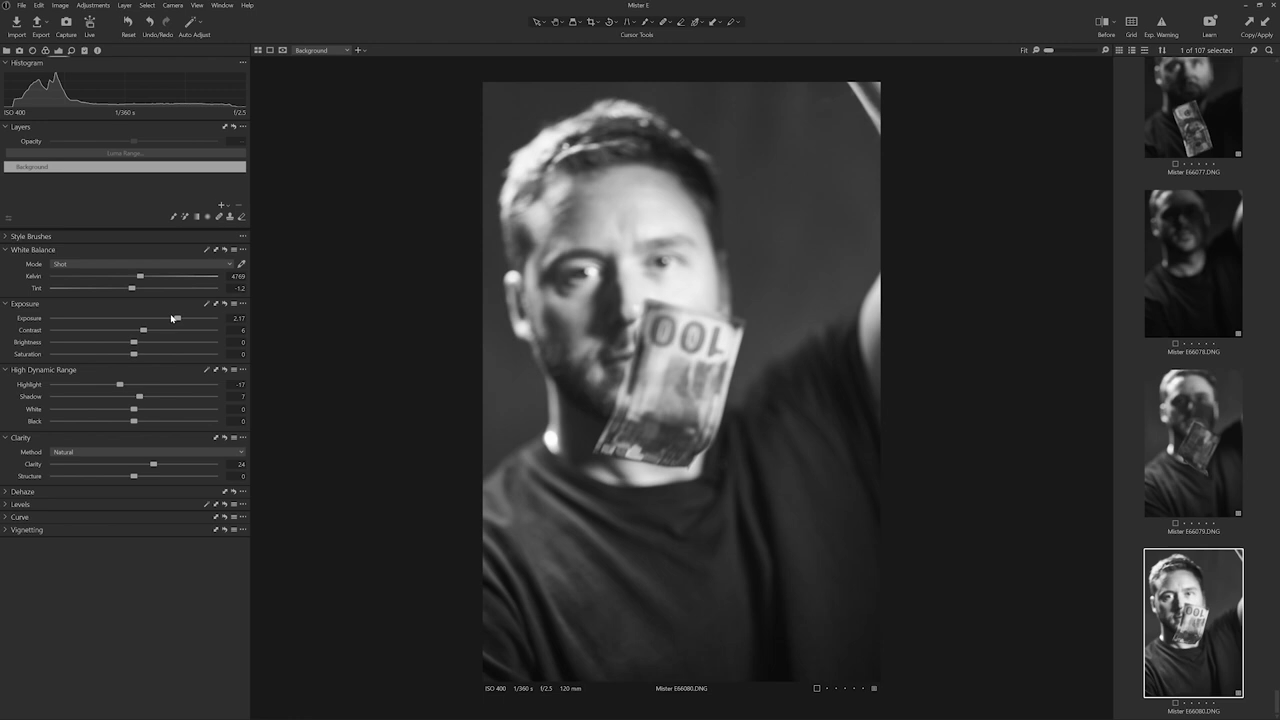 File Edit Image Adjustments Layer Select Camera View Window Help
Mister E
Import Export Capture Live Reset Undo/Redo Auto Adjust
Cursor Tools
Before Grid Exp. Warning Learn Copy/Apply
Background
Fit
1 of 107 selected
Histogram
ISO 400 1/360 s f/2.5
Layers
Opacity
Luma Range...
Background
Style Brushes
White Balance
Mode Shot
Kelvin 4769
Tint -1.2
Exposure
Exposure 2.17
Contrast 6
Brightness 0
Saturation 0
High Dynamic Range
Highlight -17
Shadow 7
White 0
Black 0
Clarity
Method Natural
Clarity 24
Structure 0
Dehaze
Levels
Curve
Vignetting
100
ISO 400 1/360 s f/2.5 120 mm
Mister E66080.DNG
Mister E66077.DNG
Mister E66078.DNG
Mister E66079.DNG
Mister E66080.DNG